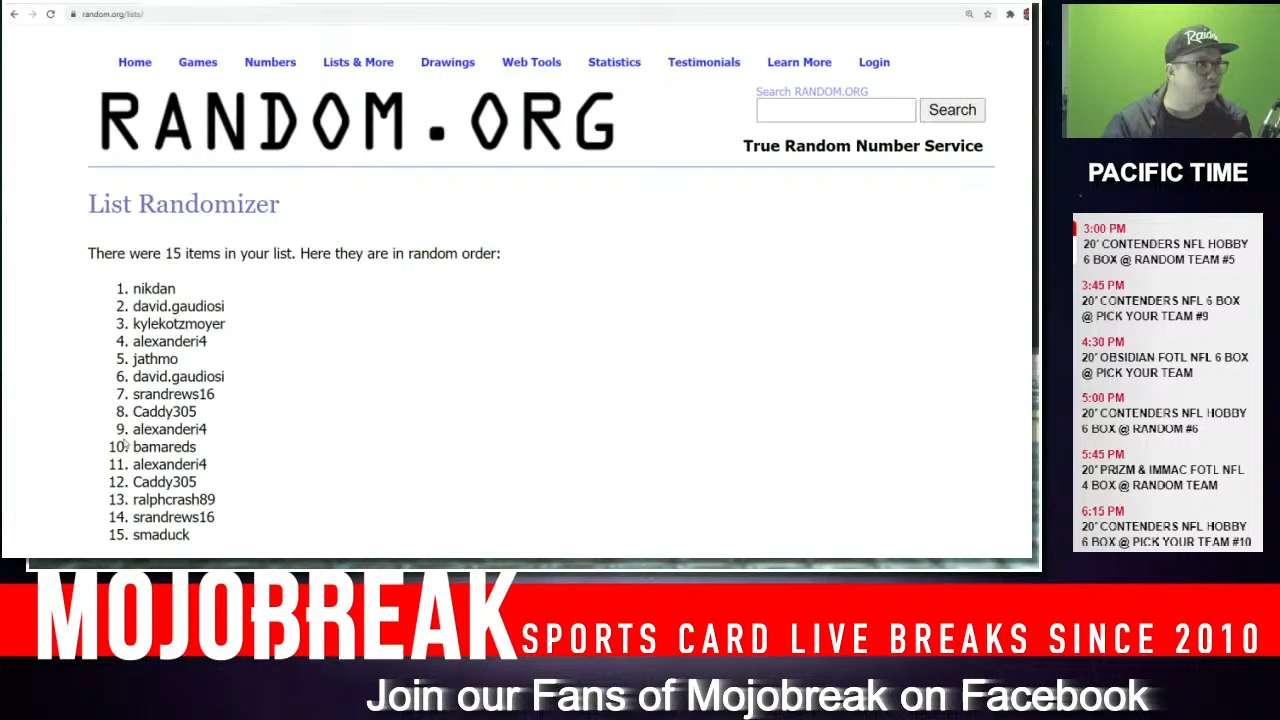 random.org/lists/
Home Games Numbers Lists & More Drawings Web Tools Statistics Testimonials Learn More Login
RANDOM.ORG
Search RANDOM.ORG
Search
True Random Number Service
List Randomizer
There were 15 items in your list. Here they are in random order:
1. nikdan
2. david.gaudiosi
3. kylekotzmoyer
4. alexanderi4
5. jathmo
6. david.gaudiosi
7. srandrews16
8. Caddy305
9. alexanderi4
10. bamareds
11. alexanderi4
12. Caddy305
13. ralphcrash89
14. srandrews16
15. smaduck
PACIFIC TIME
3:00 PM
20' CONTENDERS NFL HOBBY
6 BOX @ RANDOM TEAM #5
3:45 PM
20' CONTENDERS NFL 6 BOX
@ PICK YOUR TEAM #9
4:30 PM
20' OBSIDIAN FOTL NFL 6 BOX
@ PICK YOUR TEAM
5:00 PM
20' CONTENDERS NFL HOBBY
6 BOX @ RANDOM #6
5:45 PM
20' PRIZM & IMMAC FOTL NFL
4 BOX @ RANDOM TEAM
6:15 PM
20' CONTENDERS NFL HOBBY
6 BOX @ PICK YOUR TEAM #10
MOJOBREAK SPORTS CARD LIVE BREAKS SINCE 2010
Join our Fans of Mojobreak on Facebook